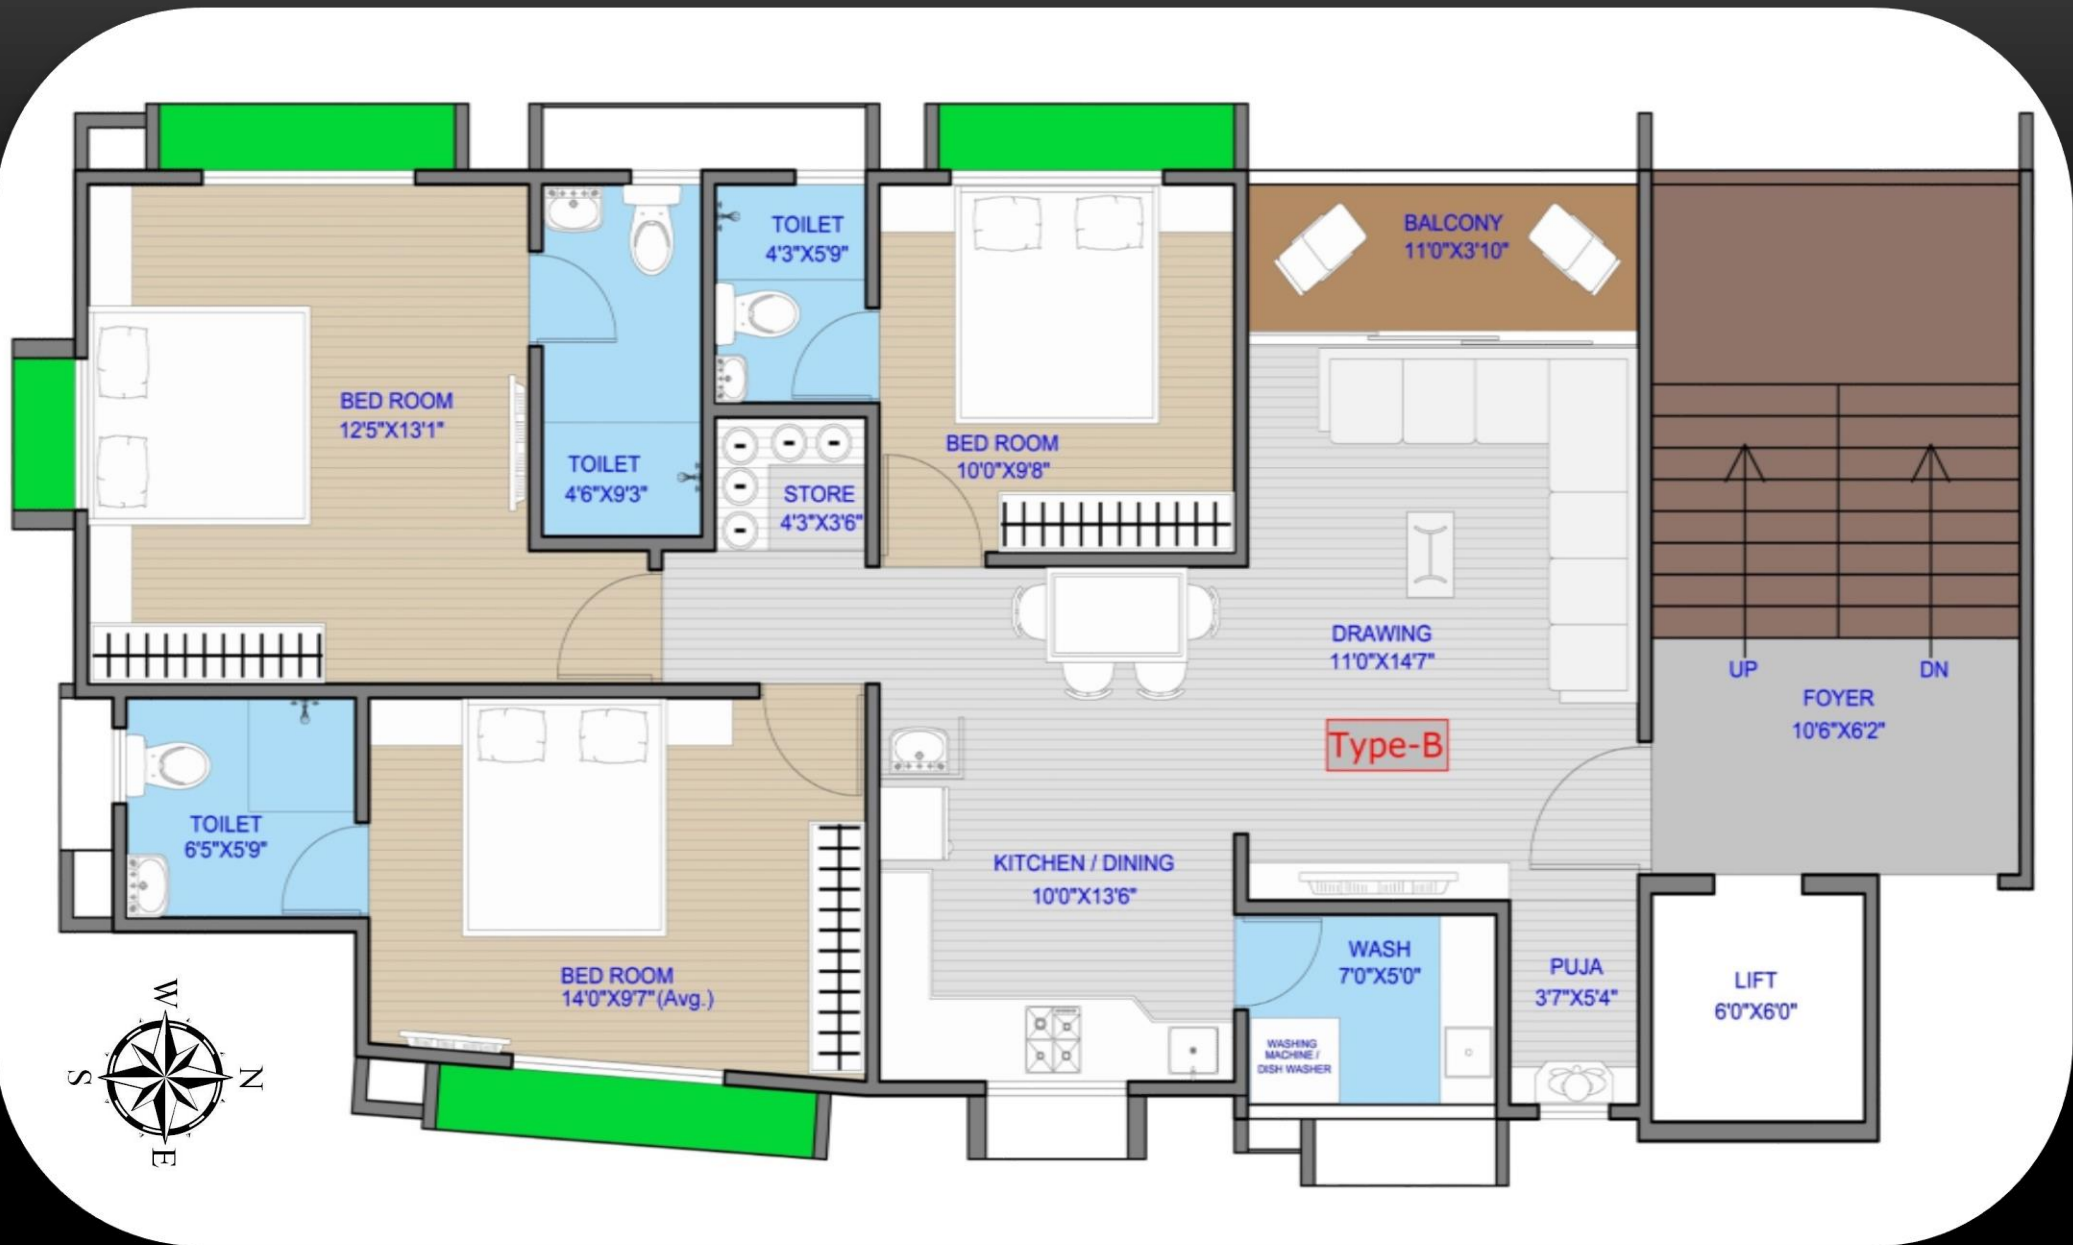 TOILET
4'3"X5'9"
BALCONY
11'0"X3'10"
BED ROOM
12'5"X13'1"
BED ROOM
10'0"X9'8"
TOILET
4'6"X9'3"
STORE
4'3"X3'6"
DRAWING
11'0"X14'7"
UP
DN
FOYER
10'6"X6'2"
Type-B
TOILET
6'5"X5'9"
KITCHEN / DINING
10'0"X13'6"
BED ROOM
14'0"X9'7"(Avg.)
WASH
7'0"X5'0"
PUJA
3'7"X5'4"
LIFT
6'0"X6'0"
WASHING
MACHINE /
DISH WASHER
W
S
N
E